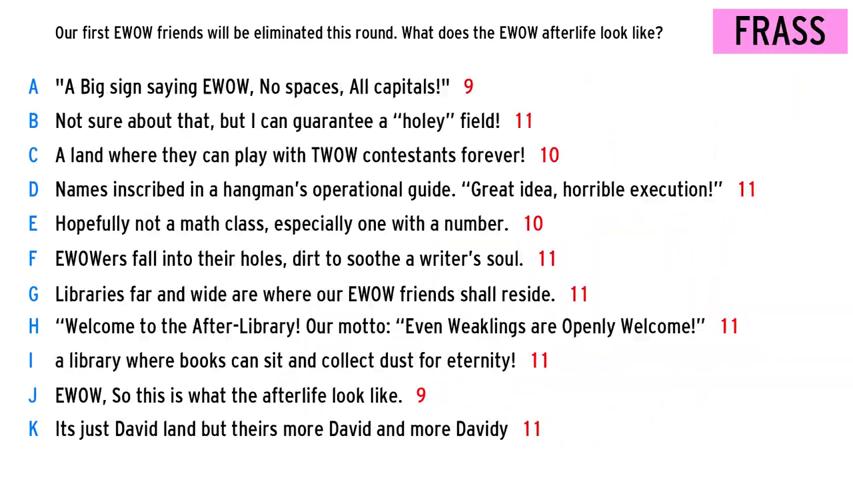 Our first EWOW friends will be eliminated this round. What does the EWOW afterlife look like?
FRASS
A "A Big sign saying EWOW, No spaces, All capitals!" 9
B Not sure about that, but I can guarantee a “holey” field! 11
C A land where they can play with TWOW contestants forever! 10
D Names inscribed in a hangman’s operational guide. “Great idea, horrible execution!” 11
E Hopefully not a math class, especially one with a number. 10
F EWOWers fall into their holes, dirt to soothe a writer’s soul. 11
G Libraries far and wide are where our EWOW friends shall reside. 11
H “Welcome to the After-Library! Our motto: “Even Weaklings are Openly Welcome!” 11
I a library where books can sit and collect dust for eternity! 11
J EWOW, So this is what the afterlife look like. 9
K Its just David land but theirs more David and more Davidy 11